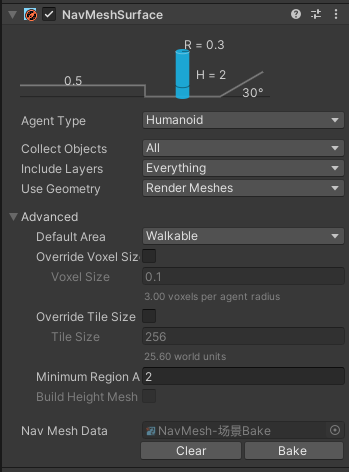 NavMeshSurface
R = 0.3
0.5
H = 2
30°
Agent Type Humanoid
Collect Objects All
Include Layers Everything
Use Geometry Render Meshes
Advanced
Default Area Walkable
Override Voxel Siz
Voxel Size 0.1
3.00 voxels per agent radius
Override Tile Size
Tile Size 256
25.60 world units
Minimum Region A 2
Build Height Mesh
Nav Mesh Data NavMesh-场景Bake
Clear Bake